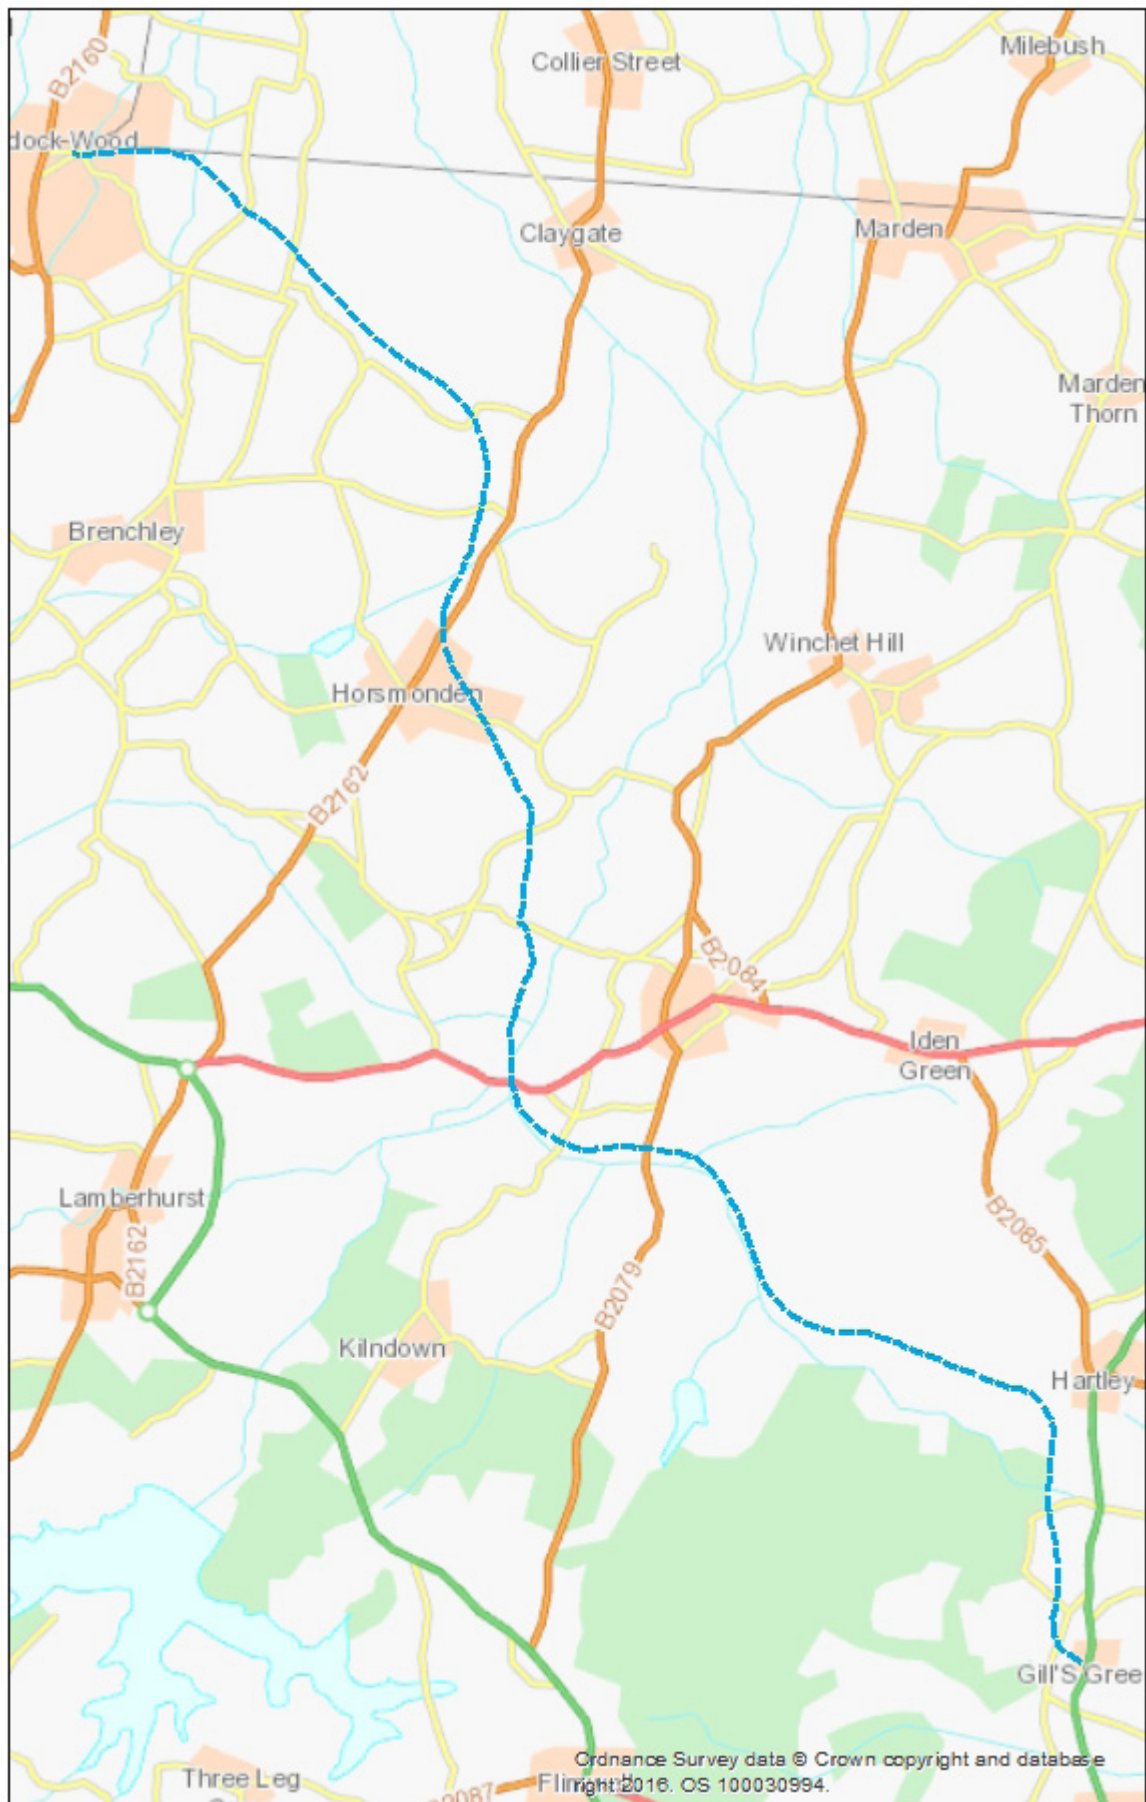 B2160
Collier Street
Milebush
dock-Wood
Claygate
Marden
Marden
Thorn
Brenchley
Winchet Hill
Horsmonden
B2162
B2084
Iden
Green
Lamberhurst
B2162
B2085
B2079
Kilndown
Hartley
Gill'S Gree
Ordnance Survey data © Crown copyright and database
right 2016. OS 100030994.
Three Leg
B2087